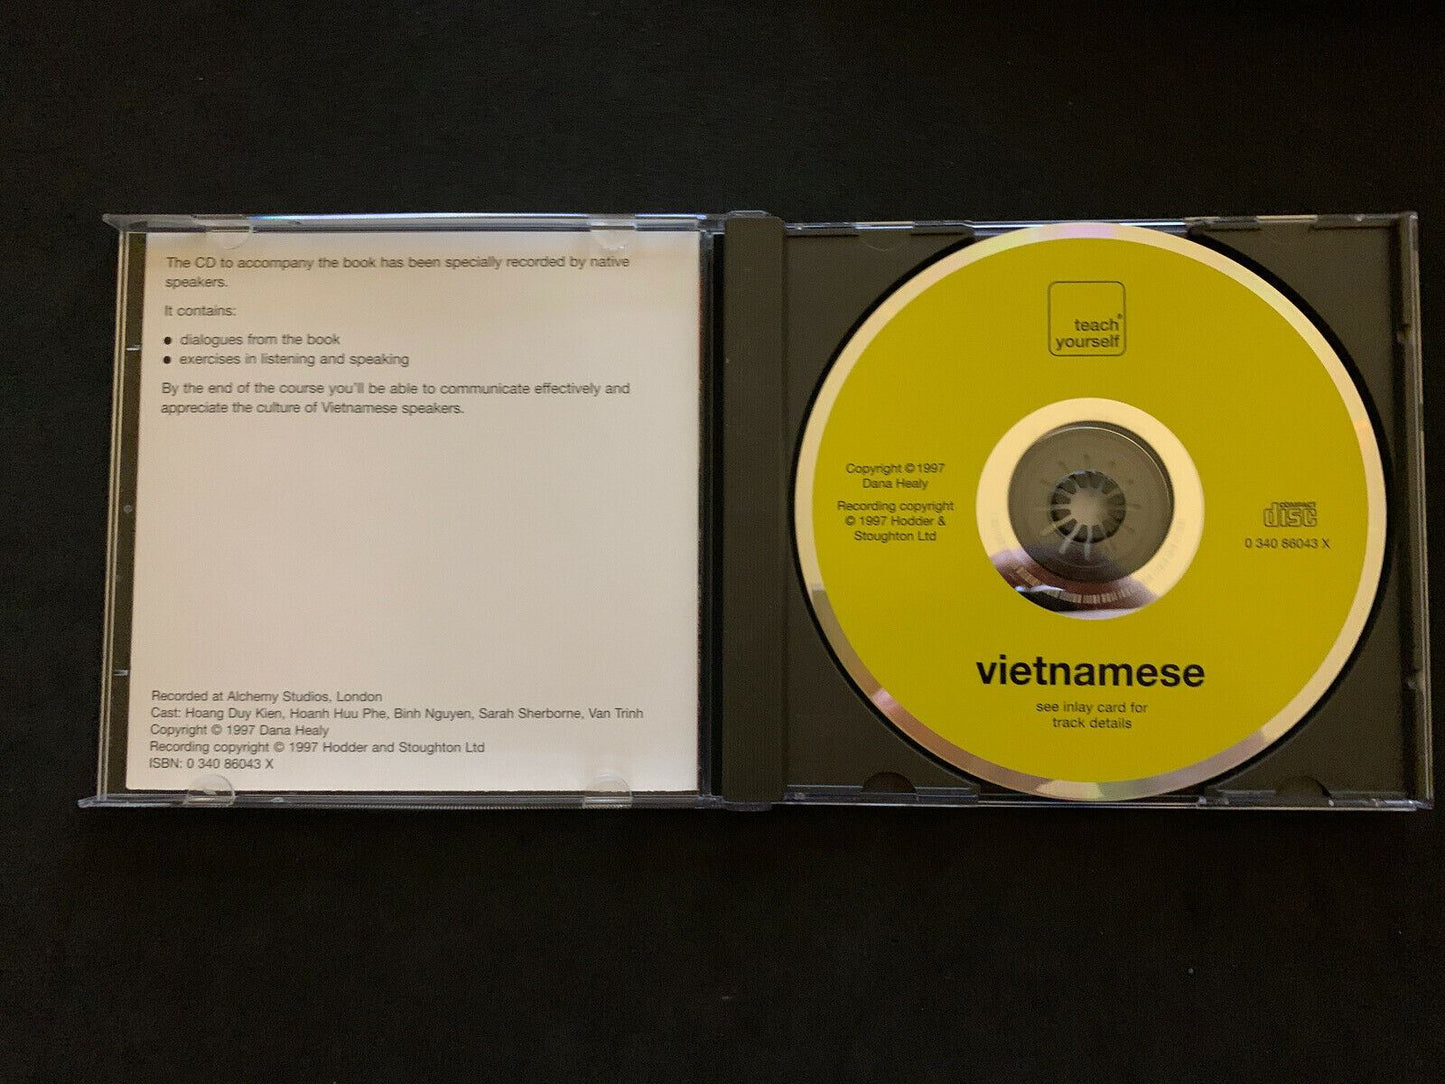 The CD to accompany the book has been specially recorded by native
speakers.
It contains:
● dialogues from the book
● exercises in listening and speaking
By the end of the course you'll be able to communicate effectively and
appreciate the culture of Vietnamese speakers.
Recorded at Alchemy Studios, London
Cast: Hoang Duy Kien, Hoanh Huu Phe, Binh Nguyen, Sarah Sherborne, Van Trinh
Copyright © 1997 Dana Healy
Recording copyright © 1997 Hodder and Stoughton Ltd
ISBN: 0 340 86043 X
teach®
yourself
Copyright © 1997
Dana Healy
Recording copyright
© 1997 Hodder &
Stoughton Ltd
COMPACT
disc
0 340 86043 X
vietnamese
see inlay card for
track details